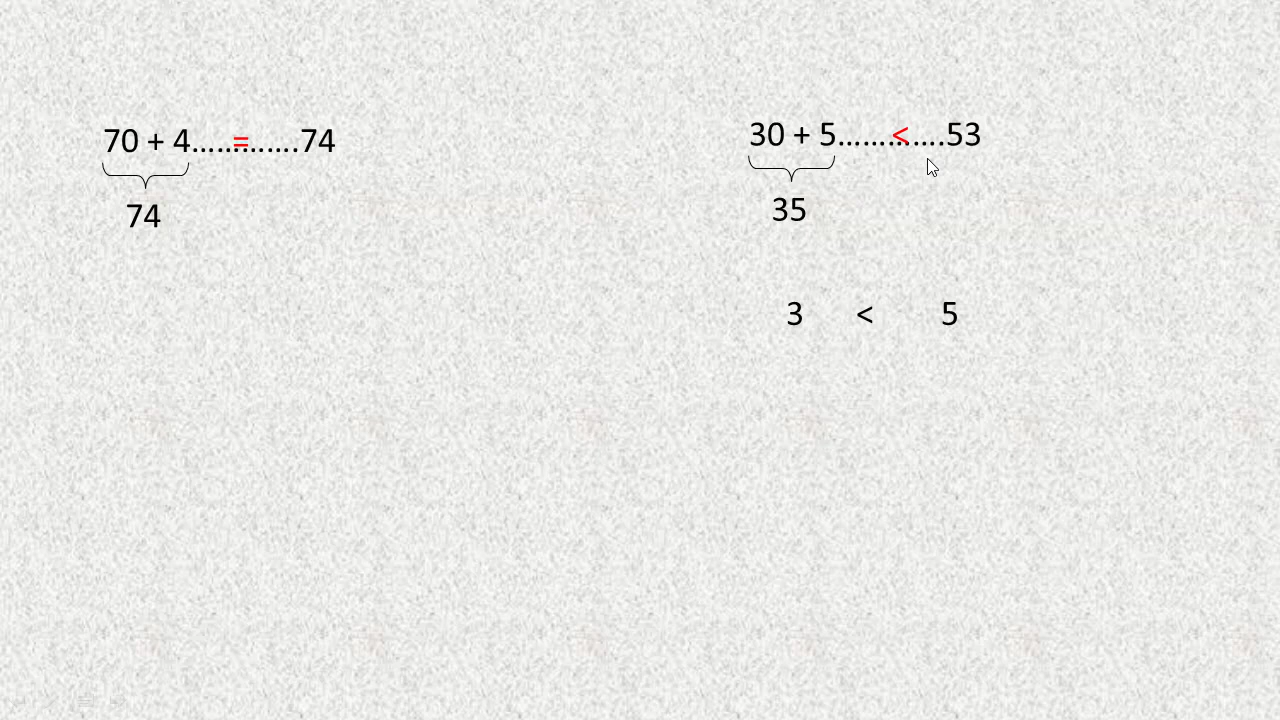 70 + 4......=.......74
74
30 + 5.........<....53
35
3 < 5